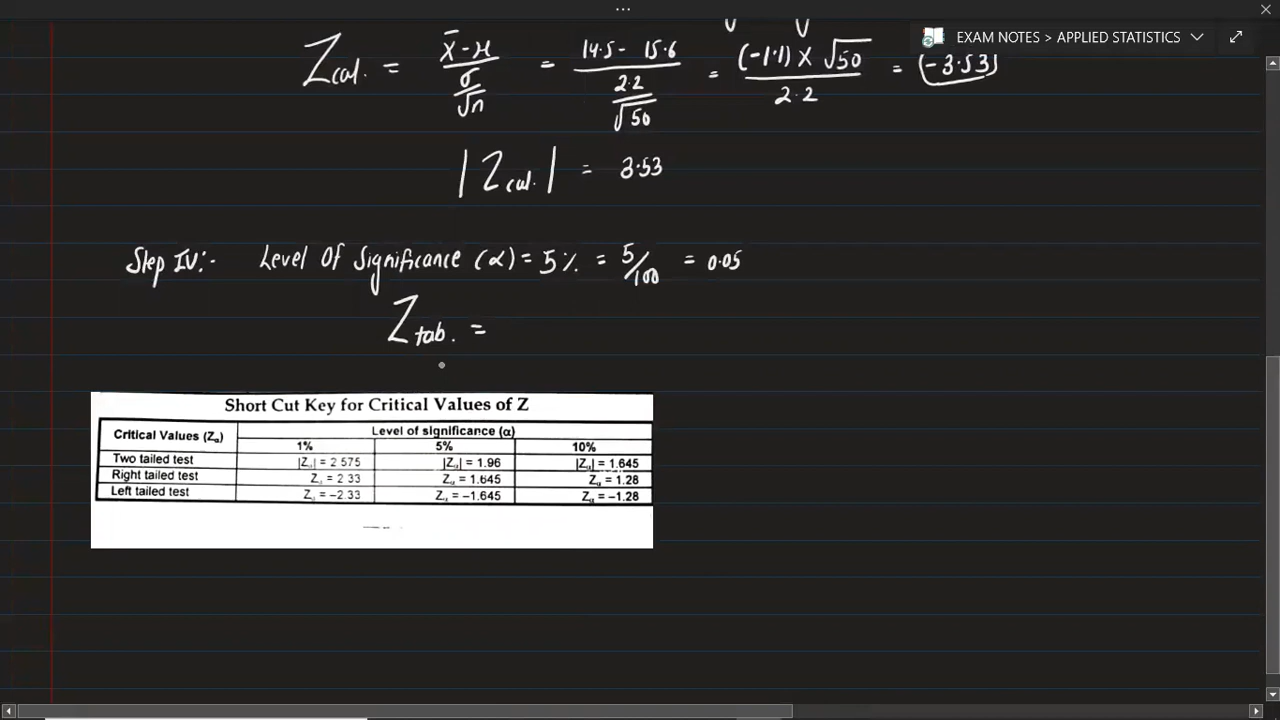 EXAM NOTES > APPLIED STATISTICS
Zcal. = x̄-μ / σ/√n = 14.5 - 15.6 / 2.2/√50 = (-1.1) X √50 / 2.2 = (-3.53)
|Zcal.| = 3.53
Step IV:- Level Of Significance (α) = 5% = 5/100 = 0.05
Ztab. =
Short Cut Key for Critical Values of Z
Critical Values (Zα) Level of significance (α)
1% 5% 10%
Two tailed test |Zα| = 2 575 |Zα| = 1.96 |Zα| = 1.645
Right tailed test Zα = 2 33 Zα = 1.645 Zα = 1.28
Left tailed test Zα = -2.33 Zα = -1.645 Zα = -1.28